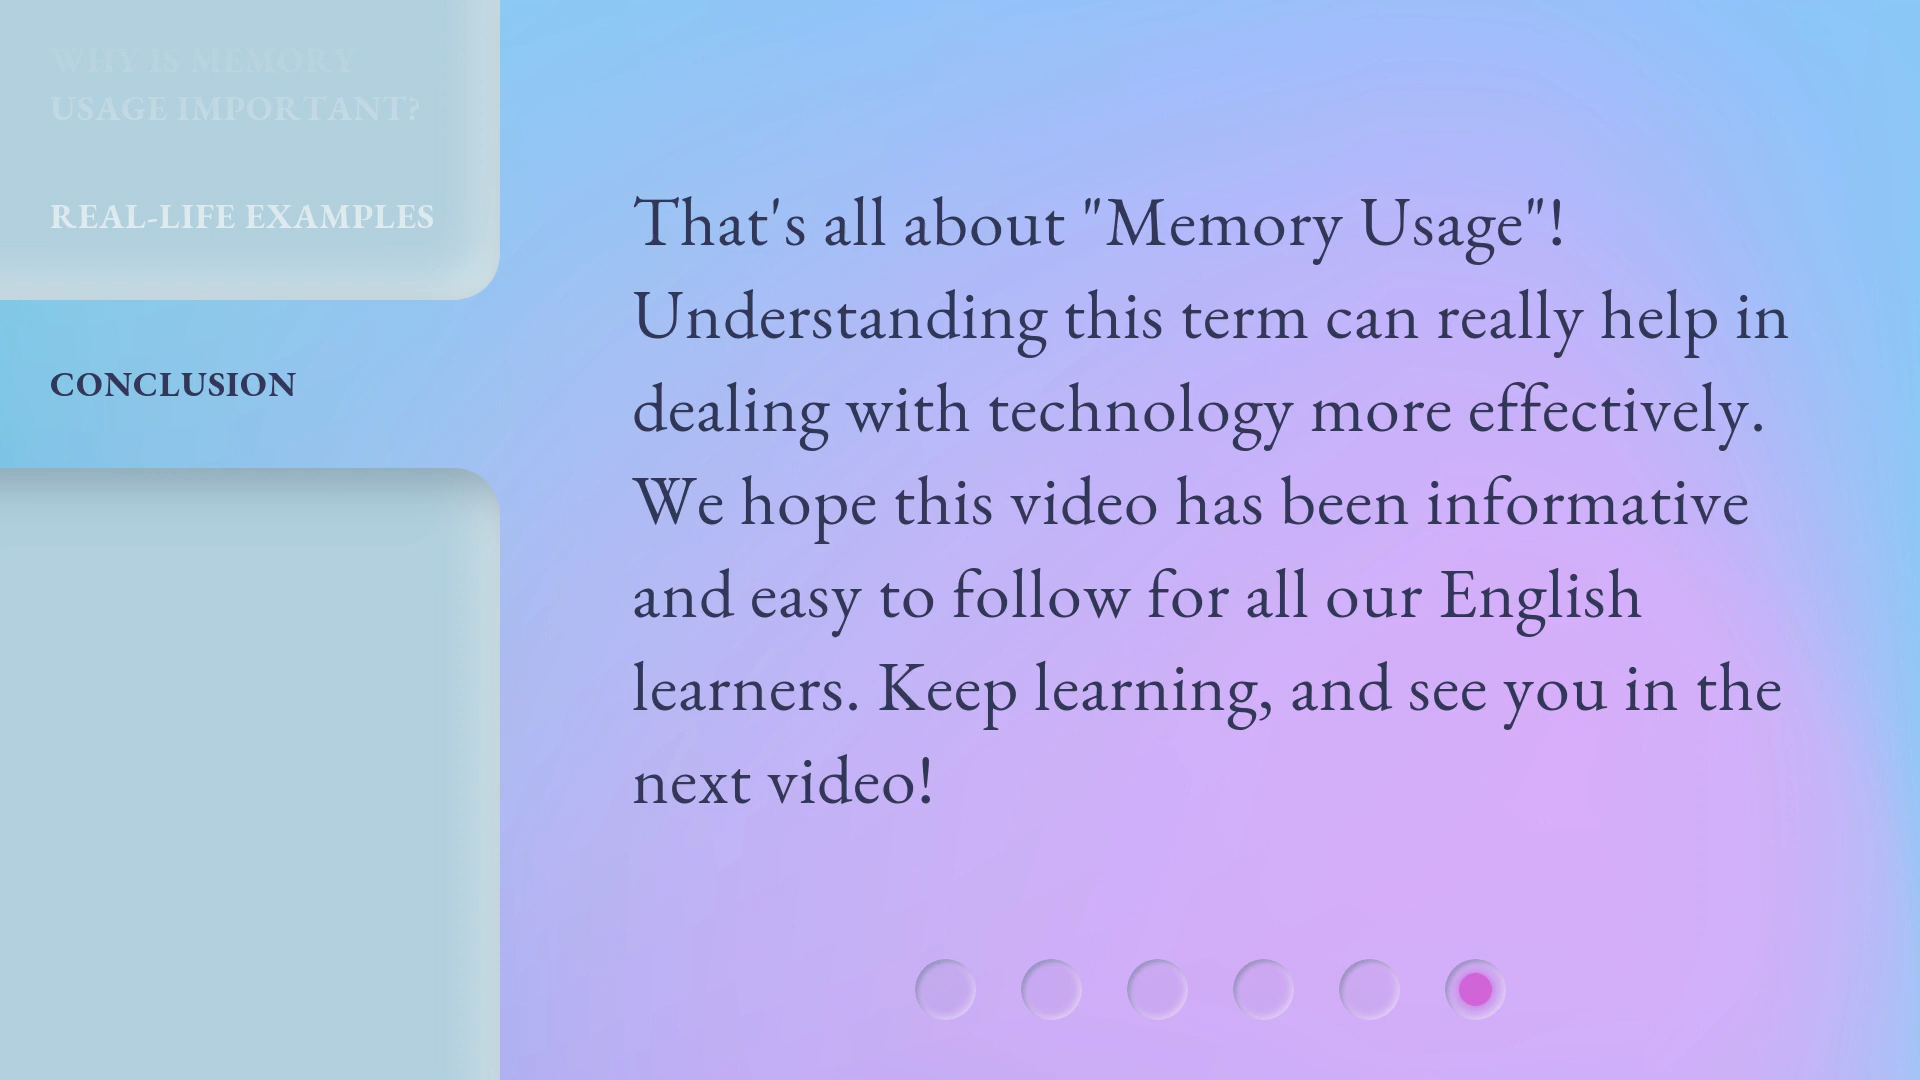 WHY IS MEMORY
USAGE IMPORTANT?
REAL-LIFE EXAMPLES
CONCLUSION
That's all about "Memory Usage"!
Understanding this term can really help in
dealing with technology more effectively.
We hope this video has been informative
and easy to follow for all our English
learners. Keep learning, and see you in the
next video!